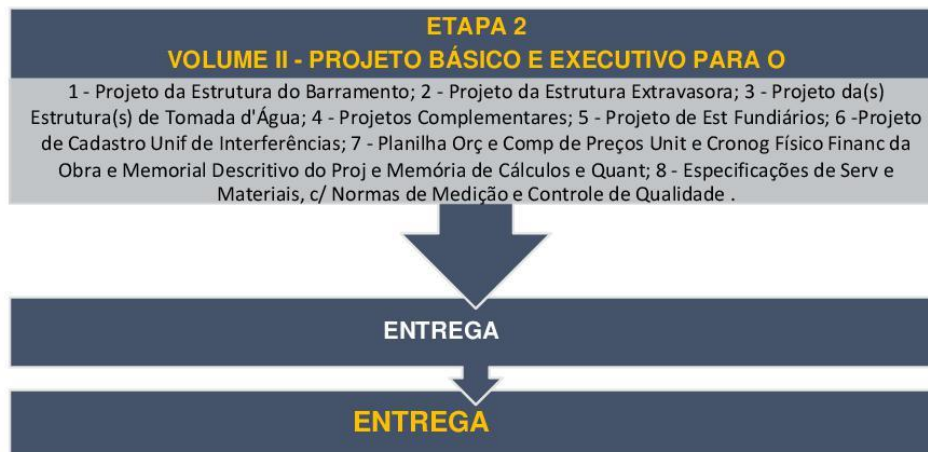 ETAPA 2
VOLUME II - PROJETO BÁSICO E EXECUTIVO PARA O
1 - Projeto da Estrutura do Barramento; 2 - Projeto da Estrutura Extravasora; 3 - Projeto da(s)
Estrutura(s) de Tomada d'Água; 4 - Projetos Complementares; 5 - Projeto de Est Fundiários; 6 -Projeto
de Cadastro Unif de Interferências; 7 - Planilha Orç e Comp de Preços Unit e Cronog Físico Financ da
Obra e Memorial Descritivo do Proj e Memória de Cálculos e Quant; 8 - Especificações de Serv e
Materiais, c/ Normas de Medição e Controle de Qualidade .
ENTREGA
ENTREGA